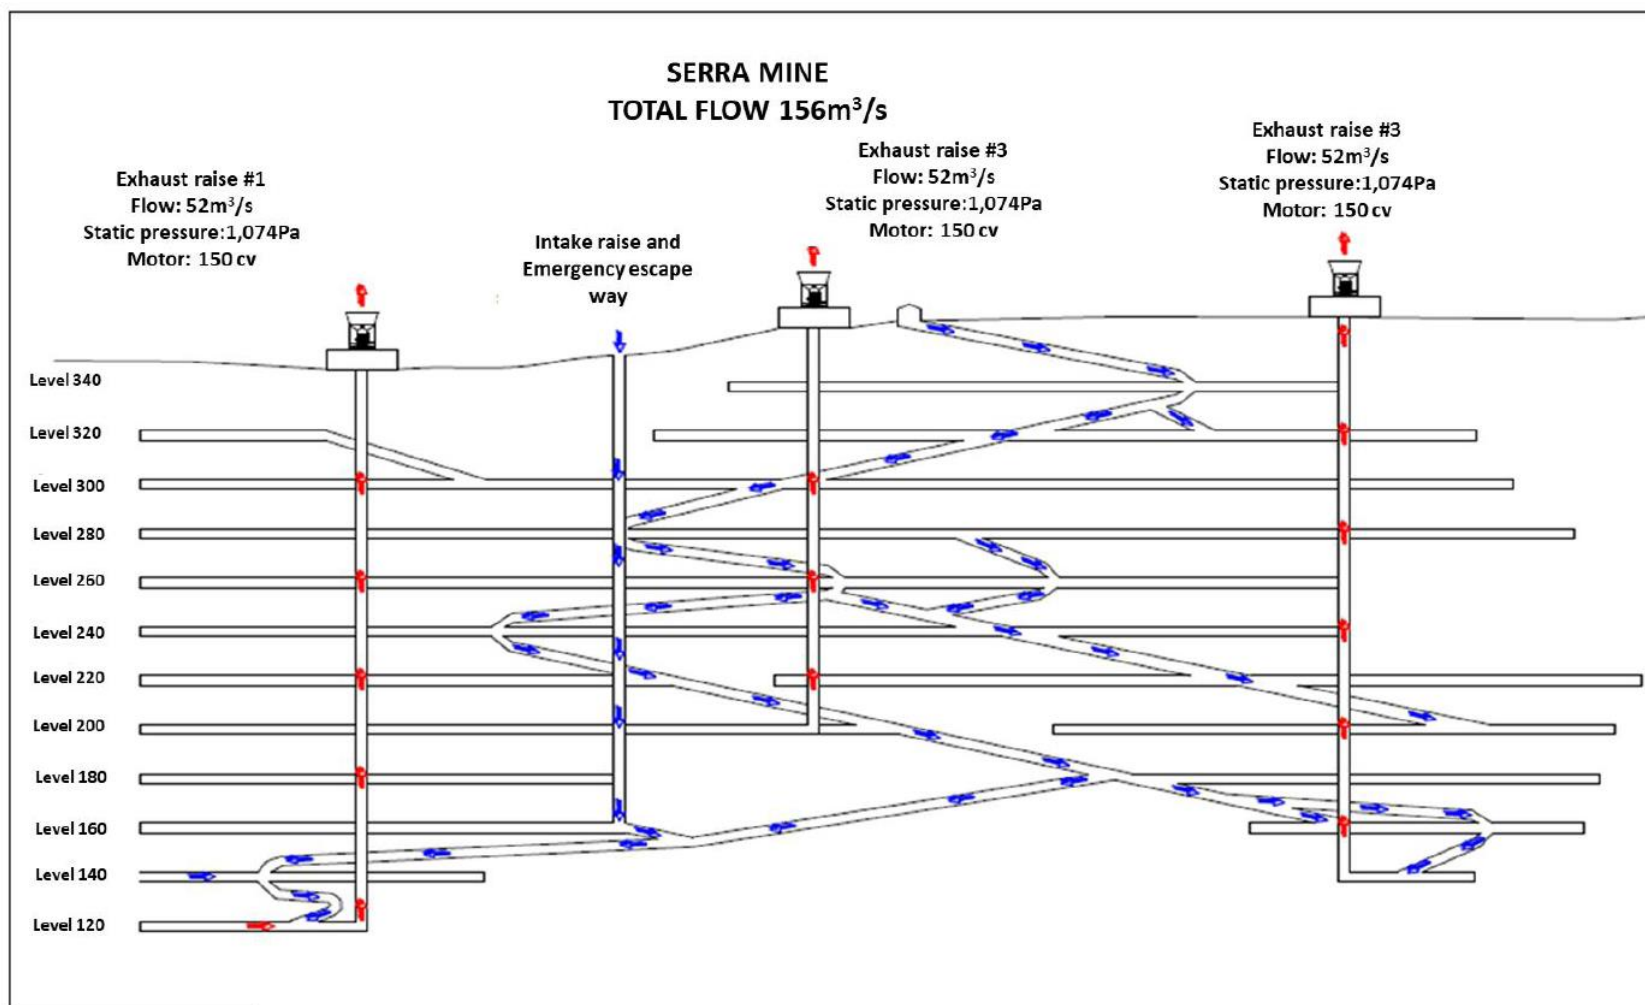 SERRA MINE
TOTAL FLOW 156m³/s
Exhaust raise #1
Flow: 52m³/s
Static pressure:1,074Pa
Motor: 150 cv
Intake raise and
Emergency escape
way
Exhaust raise #3
Flow: 52m³/s
Static pressure:1,074Pa
Motor: 150 cv
Exhaust raise #3
Flow: 52m³/s
Static pressure:1,074Pa
Motor: 150 cv
Level 340
Level 320
Level 300
Level 280
Level 260
Level 240
Level 220
Level 200
Level 180
Level 160
Level 140
Level 120